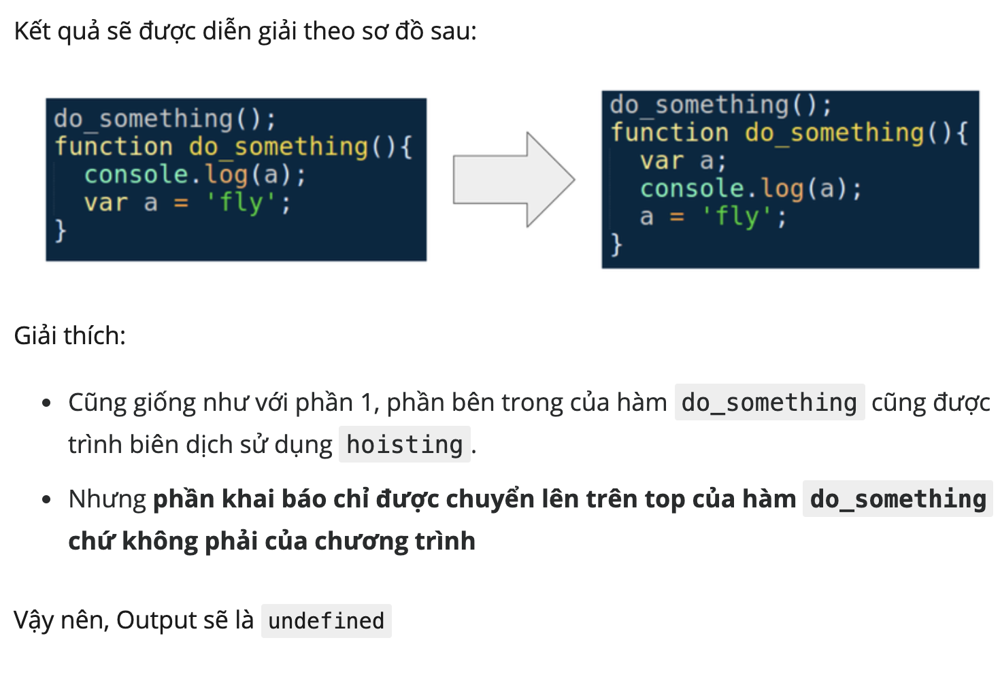 Kết quả sẽ được diễn giải theo sơ đồ sau:
do_something();
function do_something(){
  console.log(a);
  var a = 'fly';
}
do_something();
function do_something(){
  var a;
  console.log(a);
  a = 'fly';
}
Giải thích:
• Cũng giống như với phần 1, phần bên trong của hàm do_something cũng được
trình biên dịch sử dụng hoisting.
• Nhưng phần khai báo chỉ được chuyển lên trên top của hàm do_something
chứ không phải của chương trình
Vậy nên, Output sẽ là undefined